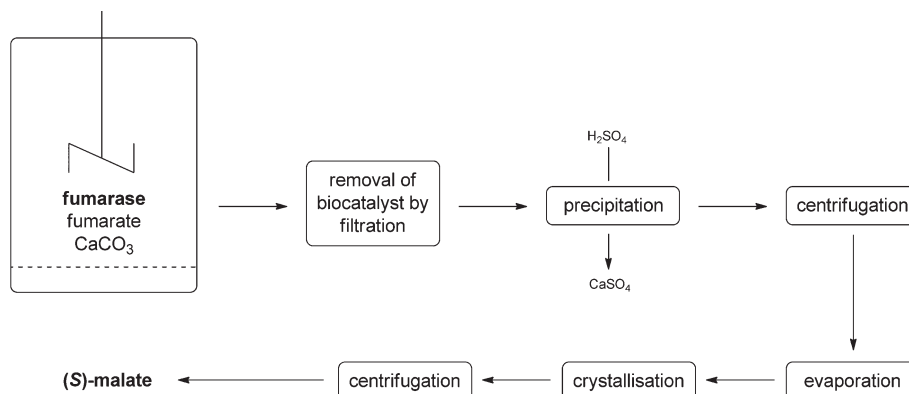 fumarase
fumarate
CaCO₃
removal of
biocatalyst by
filtration
H₂SO₄
precipitation
CaSO₄
centrifugation
evaporation
crystallisation
centrifugation
(S)-malate